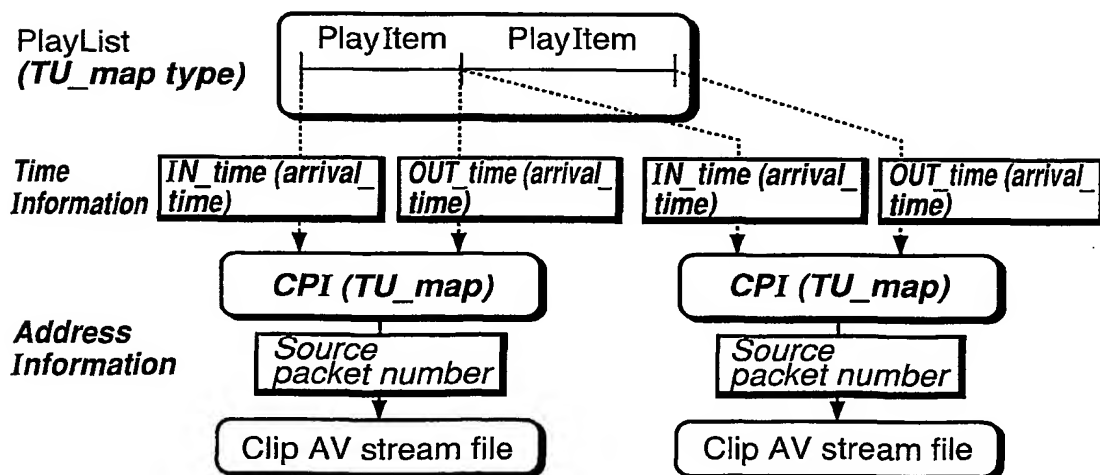 PlayList
(TU_map type)
PlayItem
PlayItem
Time
Information
IN_time (arrival_
time)
OUT_time (arrival_
time)
IN_time (arrival_
time)
OUT_time (arrival_
time)
CPI (TU_map)
CPI (TU_map)
Address
Information
Source
packet number
Source
packet number
Clip AV stream file
Clip AV stream file